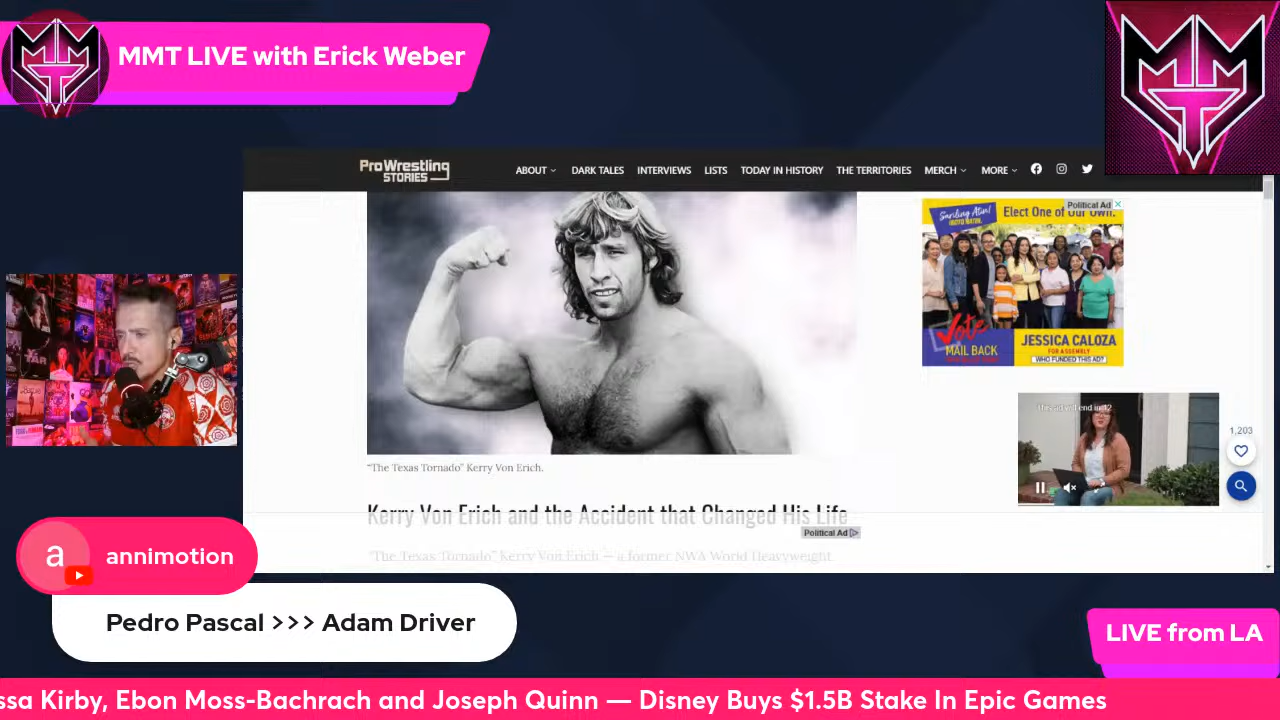 MMT LIVE with Erick Weber
ProWrestling
STORIES
ABOUT
DARK TALES
INTERVIEWS
LISTS
TODAY IN HISTORY
THE TERRITORIES
MERCH
MORE
Political Ad
Elect One of Our Own.
Vote
MAIL BACK
JESSICA CALOZA
FOR ASSEMBLY
WHO FUNDED THIS AD?
"The Texas Tornado" Kerry Von Erich.
1,203
Kerry Von Erich and the Accident that Changed His Life
Political Ad
"The Texas Tornado" Kerry Von Erich — a former NWA World Heavyweight
a
annimotion
Pedro Pascal >>> Adam Driver
LIVE from LA
ssa Kirby, Ebon Moss-Bachrach and Joseph Quinn — Disney Buys $1.5B Stake In Epic Games